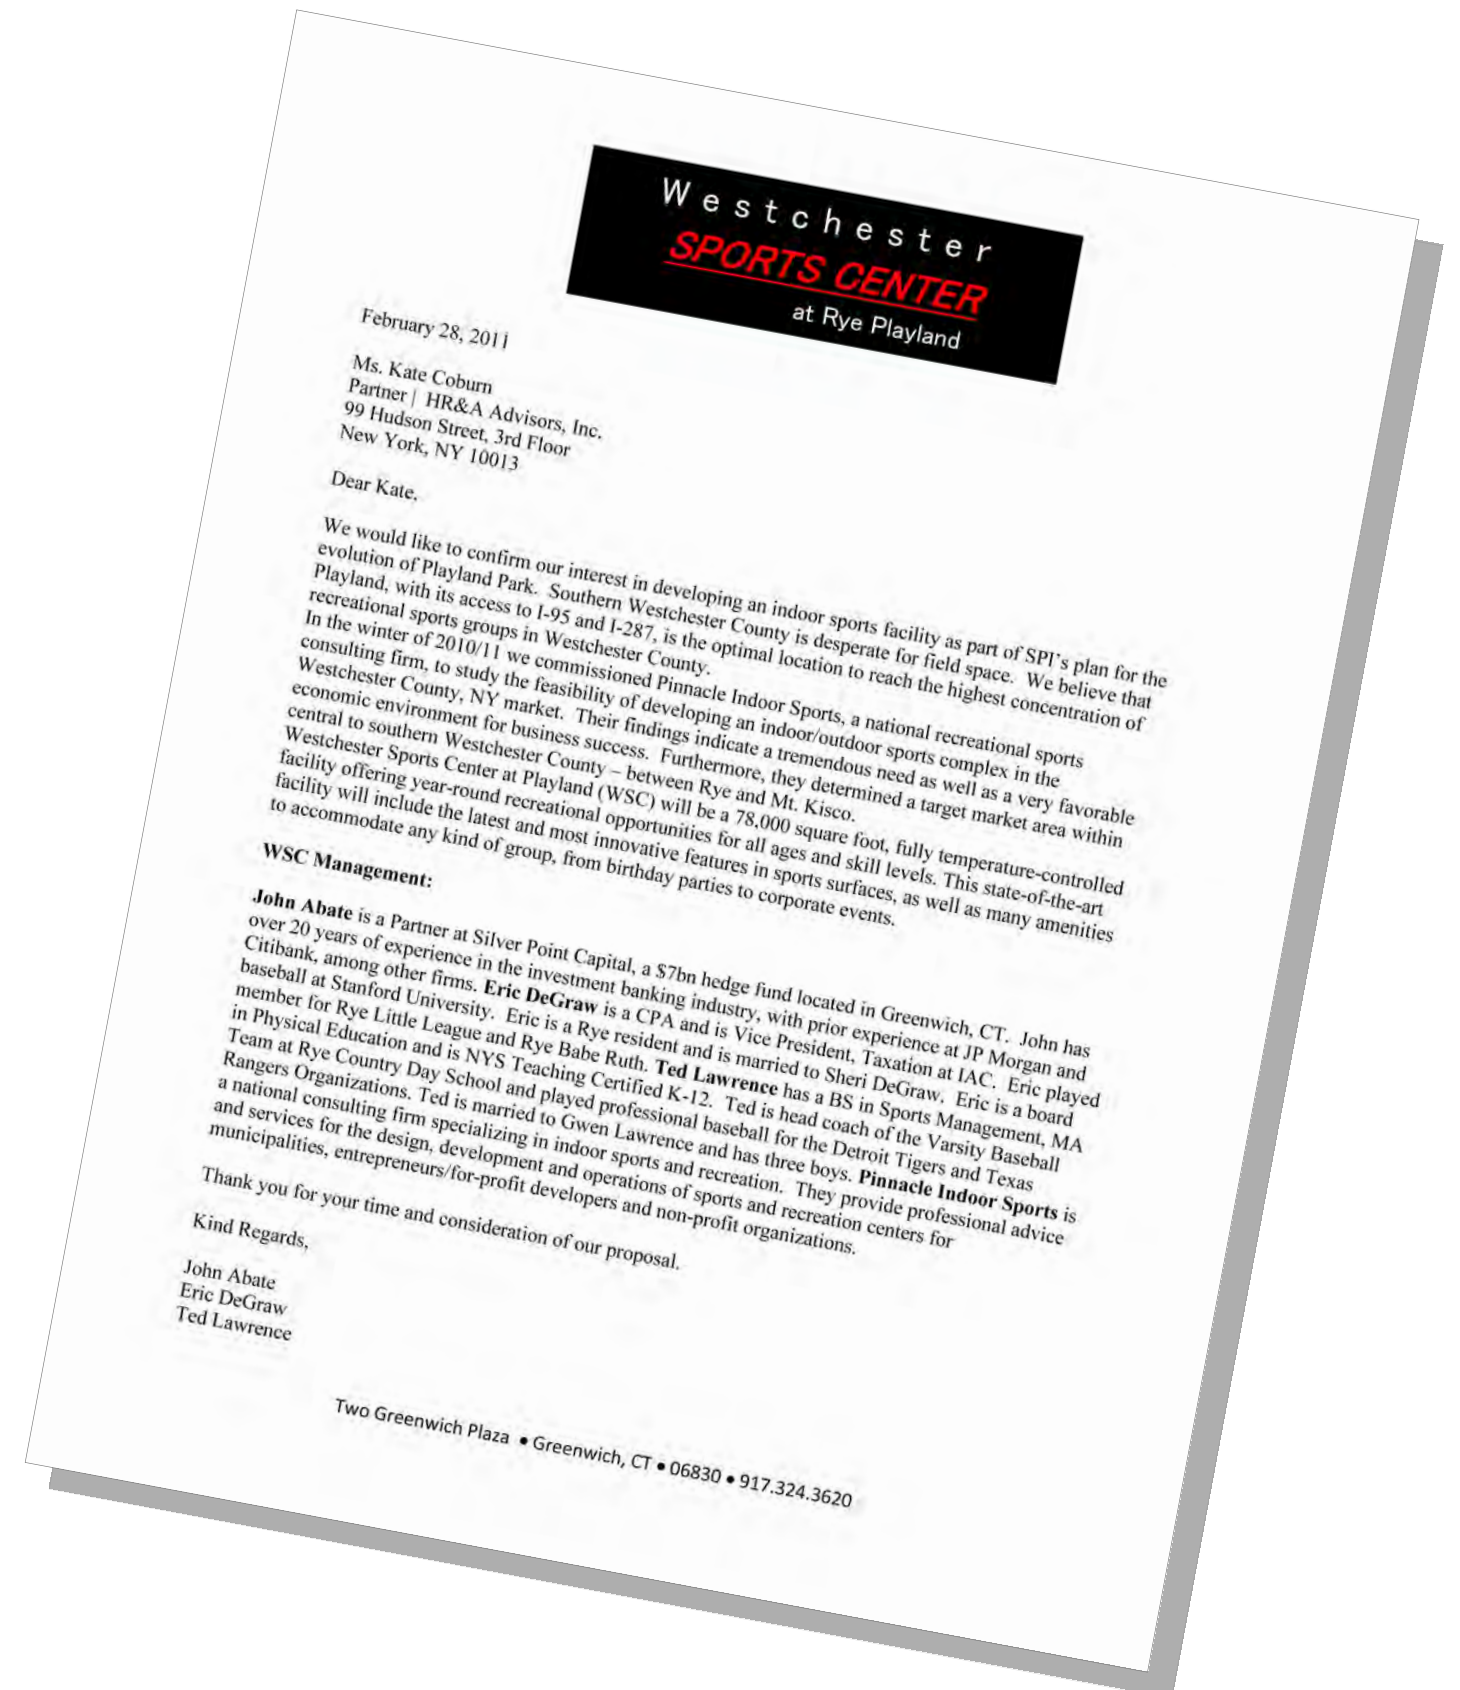 Westchester
SPORTS CENTER
at Rye Playland
February 28, 2011
Ms. Kate Coburn
Partner | HR&A Advisors, Inc.
99 Hudson Street, 3rd Floor
New York, NY 10013
Dear Kate,
We would like to confirm our interest in developing an indoor sports facility as part of SPI's plan for the
evolution of Playland Park. Southern Westchester County is desperate for field space. We believe that
Playland, with its access to I-95 and I-287, is the optimal location to reach the highest concentration of
recreational sports groups in Westchester County.
In the winter of 2010/11 we commissioned Pinnacle Indoor Sports, a national recreational sports
consulting firm, to study the feasibility of developing an indoor/outdoor sports complex in the
Westchester County, NY market. Their findings indicate a tremendous need as well as a very favorable
economic environment for business success. Furthermore, they determined a target market area within
central to southern Westchester County – between Rye and Mt. Kisco.
Westchester Sports Center at Playland (WSC) will be a 78,000 square foot, fully temperature-controlled
facility offering year-round recreational opportunities for all ages and skill levels. This state-of-the-art
facility will include the latest and most innovative features in sports surfaces, as well as many amenities
to accommodate any kind of group, from birthday parties to corporate events.
WSC Management:
John Abate is a Partner at Silver Point Capital, a $7bn hedge fund located in Greenwich, CT. John has
over 20 years of experience in the investment banking industry, with prior experience at JP Morgan and
Citibank, among other firms. Eric DeGraw is a CPA and is Vice President, Taxation at IAC. Eric played
baseball at Stanford University. Eric is a Rye resident and is married to Sheri DeGraw. Eric is a board
member for Rye Little League and Rye Babe Ruth. Ted Lawrence has a BS in Sports Management, MA
in Physical Education and is NYS Teaching Certified K-12. Ted is head coach of the Varsity Baseball
Team at Rye Country Day School and played professional baseball for the Detroit Tigers and Texas
Rangers Organizations. Ted is married to Gwen Lawrence and has three boys. Pinnacle Indoor Sports is
a national consulting firm specializing in indoor sports and recreation. They provide professional advice
and services for the design, development and operations of sports and recreation centers for
municipalities, entrepreneurs/for-profit developers and non-profit organizations.
Thank you for your time and consideration of our proposal.
Kind Regards,
John Abate
Eric DeGraw
Ted Lawrence
Two Greenwich Plaza • Greenwich, CT • 06830 • 917.324.3620